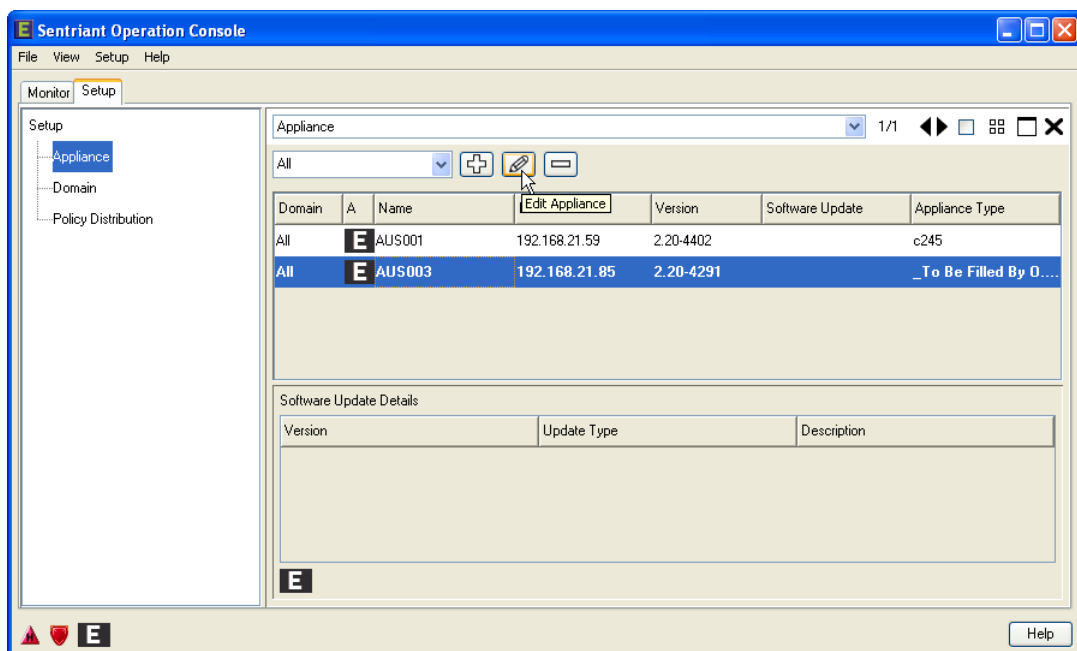 E Sentriant Operation Console
File View Setup Help
Monitor Setup
Setup
Appliance
Domain
Policy Distribution
Appliance
1/1
All
Edit Appliance
Domain A Name Version Software Update Appliance Type
All E AUS001 192.168.21.59 2.20-4402 c245
All E AUS003 192.168.21.85 2.20-4291 _To Be Filled By O....
Software Update Details
Version Update Type Description
E
H E
Help